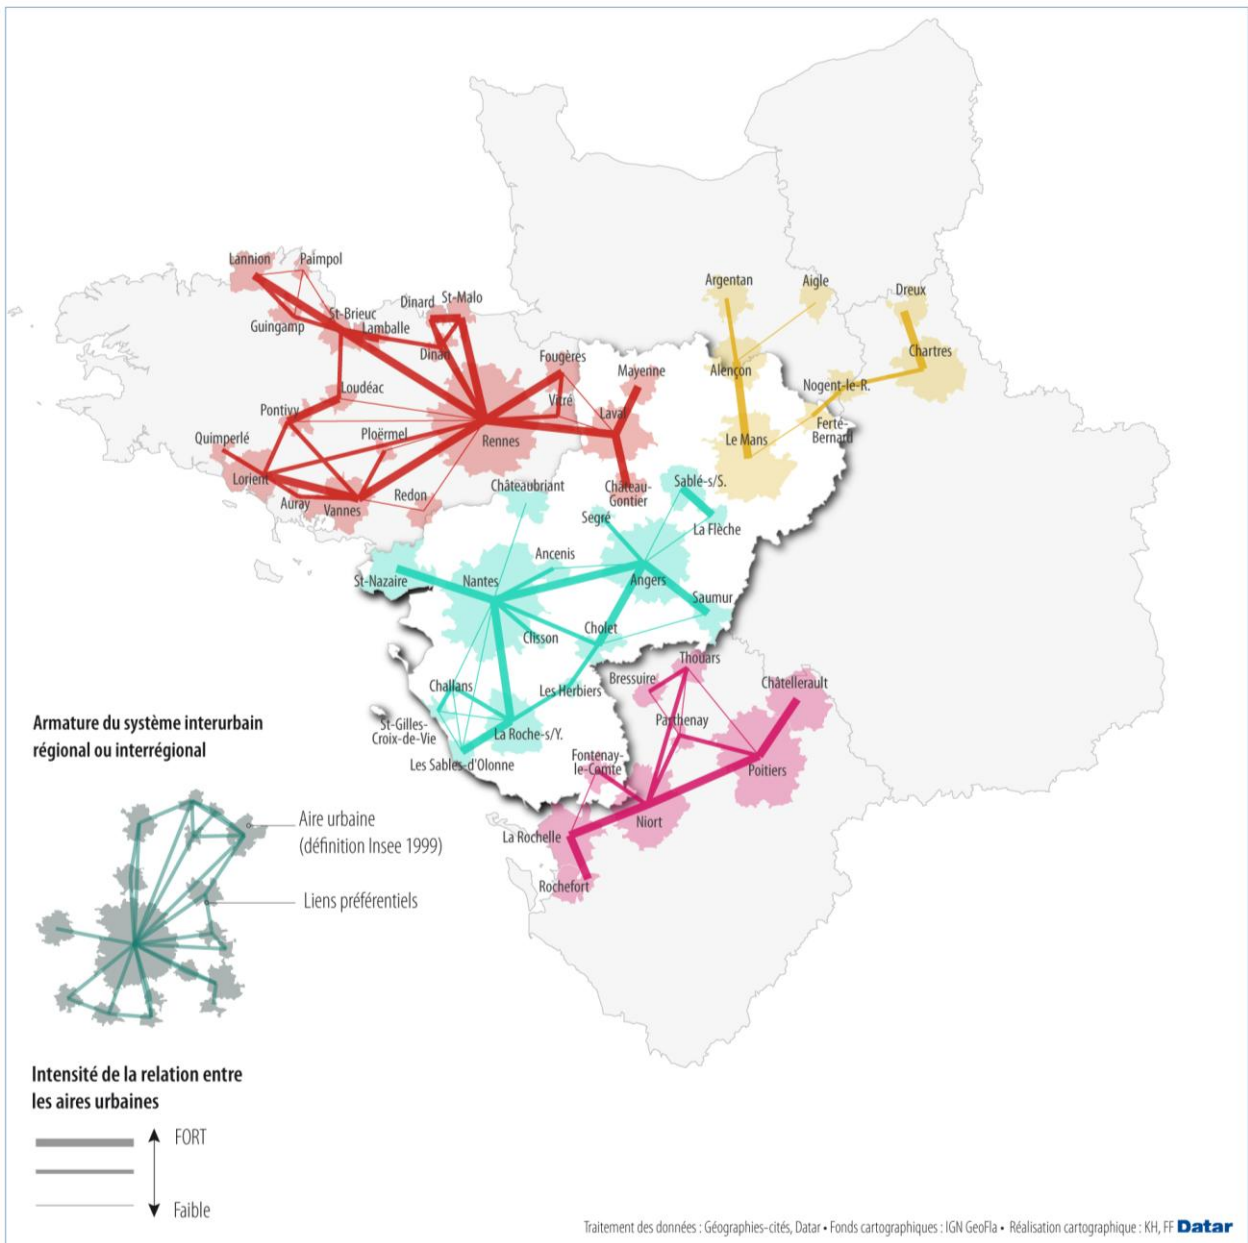 Lannion
Paimpol
Guingamp
St-Brieuc
Lamballe
Dinard
St-Malo
Dinan
Fougères
Mayenne
Vitré
Laval
Loudéac
Pontivy
Ploërmel
Rennes
Quimperlé
Lorient
Auray
Vannes
Redon
Château-
Gontier
Argentan
Aigle
Dreux
Chartres
Alençon
Nogent-le-R.
Ferté-
Bernard
Le Mans
Châteaubriant
Sablé-s/S.
Segré
La Flèche
Ancenis
St-Nazaire
Nantes
Angers
Saumur
Clisson
Cholet
Challans
Les Herbiers
St-Gilles-
Croix-de-Vie
La Roche-s/Y.
Les Sables-d'Olonne
Thouars
Bressuire
Châtellerault
Parthenay
Fontenay-
le-Comte
Poitiers
Niort
La Rochelle
Rochefort
Armature du système interurbain
régional ou interrégional
Aire urbaine
(définition Insee 1999)
Liens préférentiels
Intensité de la relation entre
les aires urbaines
FORT
Faible
Traitement des données : Géographies-cités, Datar • Fonds cartographiques : IGN GeoFla • Réalisation cartographique : KH, FF Datar